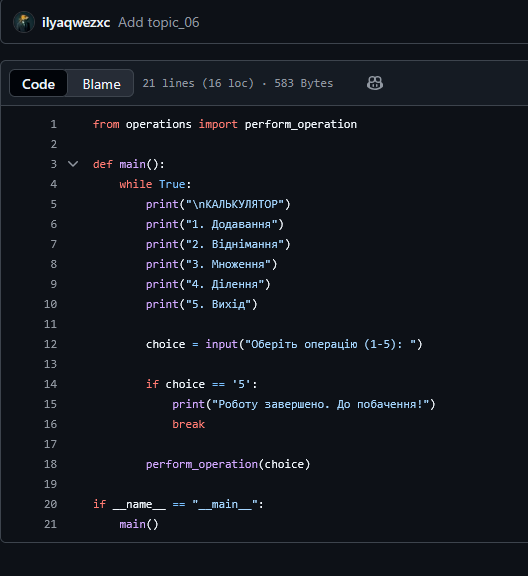 ilyaqwezxc Add topic_06
Code Blame 21 lines (16 loc) · 583 Bytes
1 from operations import perform_operation
2
3 def main():
4 while True:
5 print("\nКАЛЬКУЛЯТОР")
6 print("1. Додавання")
7 print("2. Віднімання")
8 print("3. Множення")
9 print("4. Ділення")
10 print("5. Вихід")
11
12 choice = input("Оберіть операцію (1-5): ")
13
14 if choice == '5':
15 print("Роботу завершено. До побачення!")
16 break
17
18 perform_operation(choice)
19
20 if __name__ == "__main__":
21 main()